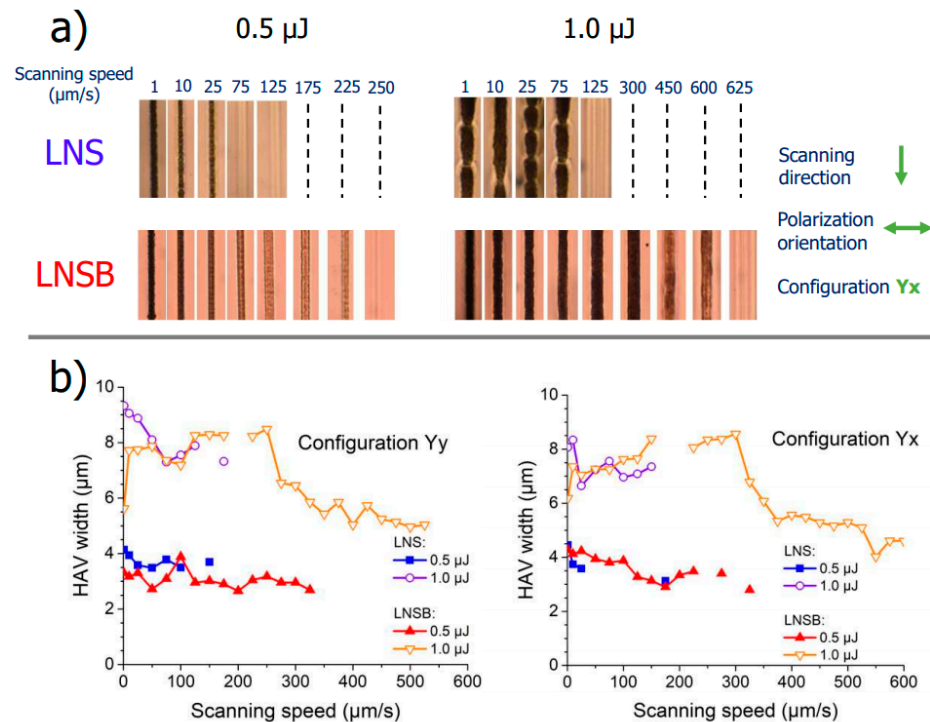 a)
0.5 µJ
1.0 µJ
Scanning speed
(µm/s)
1 10 25 75 125 175 225 250
1 10 25 75 125 300 450 600 625
LNS
Scanning
direction
Polarization
orientation
LNSB
Configuration Yx
b)
HAV width (µm)
10
8
6
4
2
0
Configuration Yy
LNS:
0.5 µJ
1.0 µJ
LNSB:
0.5 µJ
1.0 µJ
0 100 200 300 400 500 600
Scanning speed (µm/s)
HAV width (µm)
10
8
6
4
2
0
Configuration Yx
LNS:
0.5 µJ
1.0 µJ
LNSB:
0.5 µJ
1.0 µJ
0 100 200 300 400 500 600
Scanning speed (µm/s)